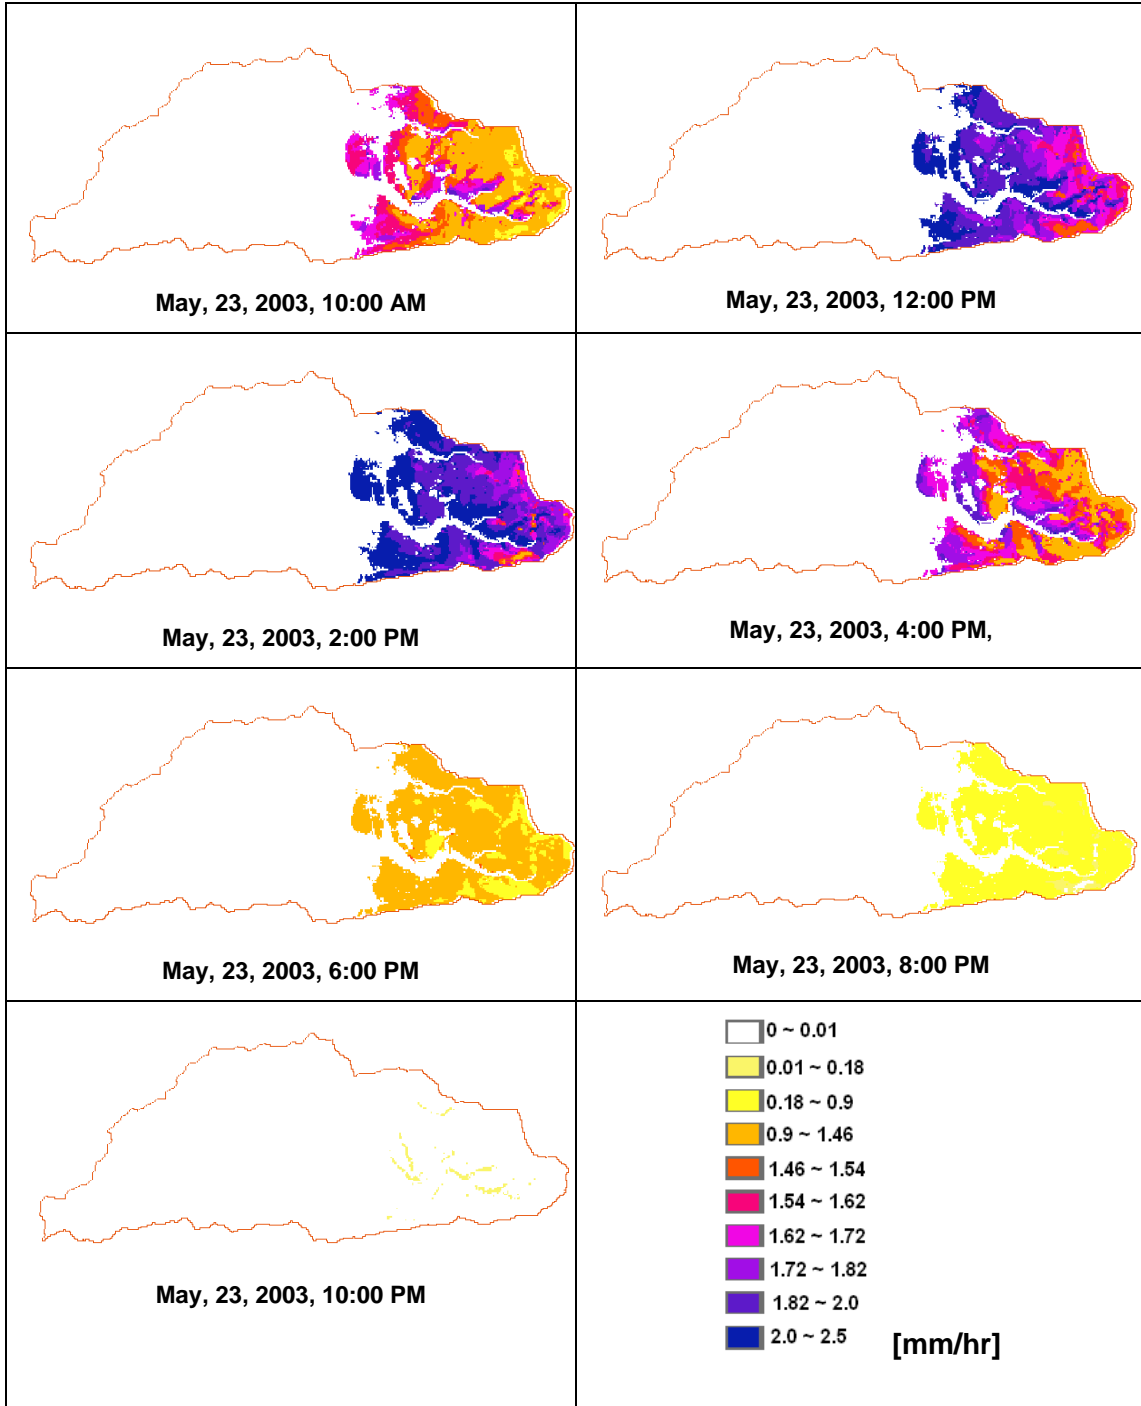 May, 23, 2003, 10:00 AM
May, 23, 2003, 12:00 PM
May, 23, 2003, 2:00 PM
May, 23, 2003, 4:00 PM,
May, 23, 2003, 6:00 PM
May, 23, 2003, 8:00 PM
May, 23, 2003, 10:00 PM
0 ~ 0.01
0.01 ~ 0.18
0.18 ~ 0.9
0.9 ~ 1.46
1.46 ~ 1.54
1.54 ~ 1.62
1.62 ~ 1.72
1.72 ~ 1.82
1.82 ~ 2.0
2.0 ~ 2.5
[mm/hr]